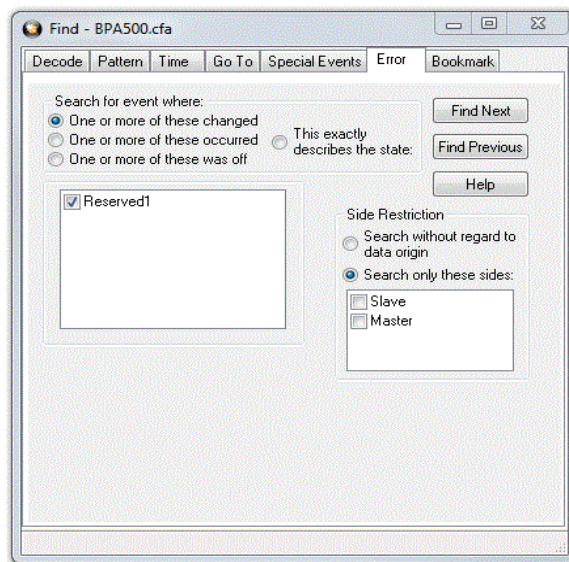 Find - BPA500.cfa
Decode Pattern Time Go To Special Events Error Bookmark
Search for event where:
One or more of these changed
One or more of these occurred
One or more of these was off
This exactly
describes the state:
Find Next
Find Previous
Help
Reserved1
Side Restriction
Search without regard to
data origin
Search only these sides:
Slave
Master